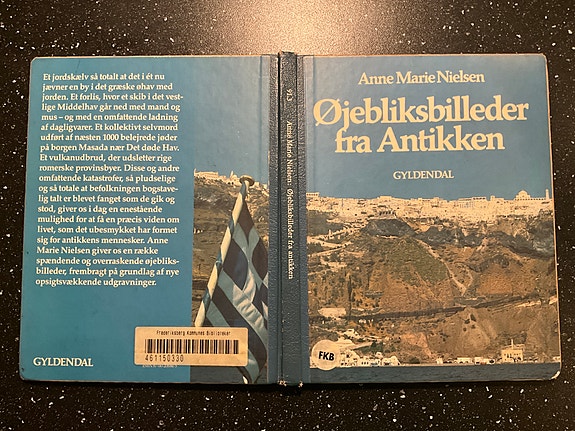 Et jordskælv så totalt at det i ét nu
jævner en by i det græske øhav med
jorden. Et forlis, hvor et skib i det vest-
lige Middelhav går ned med mand og
mus – og med en omfattende ladning
af dagligvarer. Et kollektivt selvmord
udført af næsten 1000 belejrede jøder
på borgen Masada nær Det døde Hav.
Et vulkanudbrud, der udsletter rige
romerske provinsbyer. Disse og andre
omfattende katastrofer, så pludselige
og så totale at befolkningen bogstave-
lig talt er blevet fanget som de gik og
stod, giver os i dag en enestående
mulighed for at få en præcis viden om
livet, som det ubesmykket har formet
sig for antikkens mennesker. Anne
Marie Nielsen giver os en række
spændende og overraskende øjebliks-
billeder, frembragt på grundlag af nye
opsigtsvækkende udgravninger.
Frederiksberg Kommunes Biblioteker
461150330
GYLDENDAL
91.3
Anne Marie Nielsen: Øjebliksbilleder fra antikken
Anne Marie Nielsen
Øjebliksbilleder
fra Antikken
GYLDENDAL
FKB